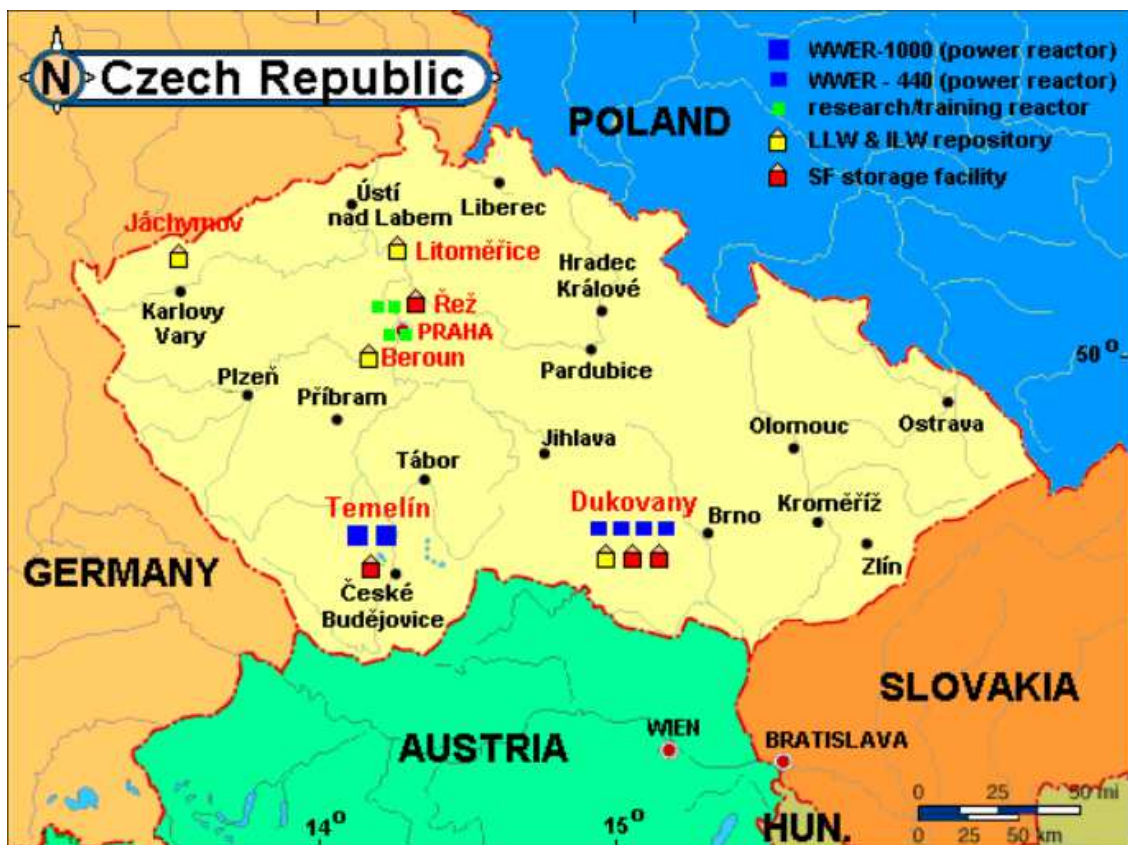 N Czech Republic
WWER-1000 (power reactor)
WWER - 440 (power reactor)
research/training reactor
LLW & ILW repository
SF storage facility
POLAND
Ústí
nad Labem
Liberec
Jáchymov
Litoměřice
Hradec
Králové
Karlovy
Vary
Řež
PRAHA
Beroun
50 o
Pardubice
Plzeň
Příbram
Jihlava
Olomouc
Ostrava
Tábor
Temelín
Dukovany
Brno
Kroměříž
Zlín
GERMANY
České
Budějovice
SLOVAKIA
WIEN
AUSTRIA
BRATISLAVA
0 25 50 mi
14 o
15 o
HUN.
0 25 50 km